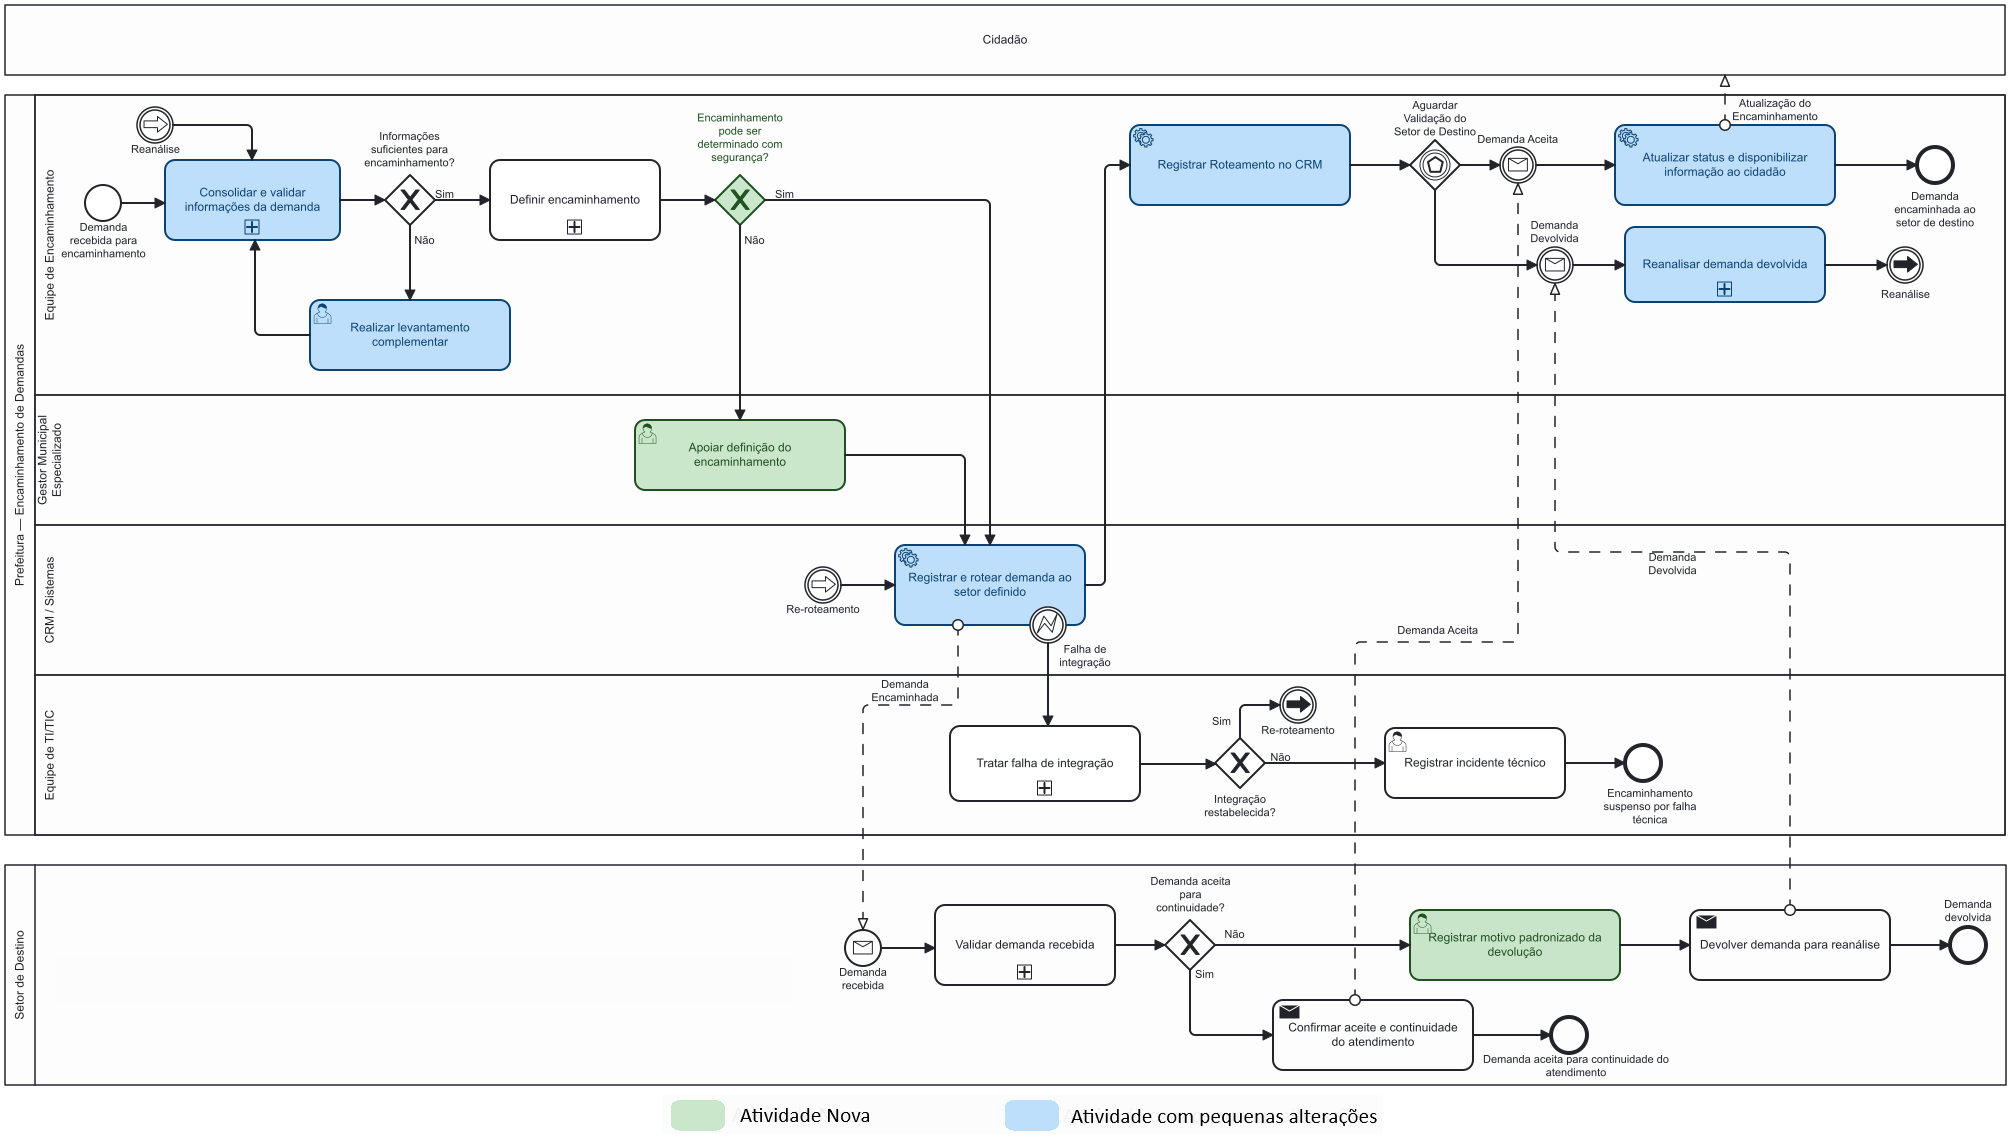 Cidadão
Prefeitura — Encaminhamento de Demandas
Equipe de Encaminhamento
Reanálise
Demanda
recebida para
encaminhamento
Consolidar e validar
informações da demanda
Informações
suficientes para
encaminhamento?
Sim
Não
Realizar levantamento
complementar
Definir encaminhamento
Encaminhamento
pode ser
determinado com
segurança?
Sim
Não
Registrar Roteamento no CRM
Aguardar
Validação do
Setor de Destino
Demanda Aceita
Demanda
Devolvida
Atualização do
Encaminhamento
Atualizar status e disponibilizar
informação ao cidadão
Demanda
encaminhada ao
setor de destino
Reanalisar demanda devolvida
Reanálise
Gestor Municipal
Especializado
Apoiar definição do
encaminhamento
CRM / Sistemas
Re-roteamento
Registrar e rotear demanda ao
setor definido
Falha de
integração
Demanda
Devolvida
Demanda Aceita
Equipe de TI/TIC
Demanda
Encaminhada
Tratar falha de integração
Sim
Re-roteamento
Não
Integração
restabelecida?
Registrar incidente técnico
Encaminhamento
suspenso por falha
técnica
Setor de Destino
Demanda
recebida
Validar demanda recebida
Demanda aceita
para
continuidade?
Não
Sim
Registrar motivo padronizado da
devolução
Devolver demanda para reanálise
Demanda
devolvida
Confirmar aceite e continuidade
do atendimento
Demanda aceita para continuidade do
atendimento
Atividade Nova
Atividade com pequenas alterações